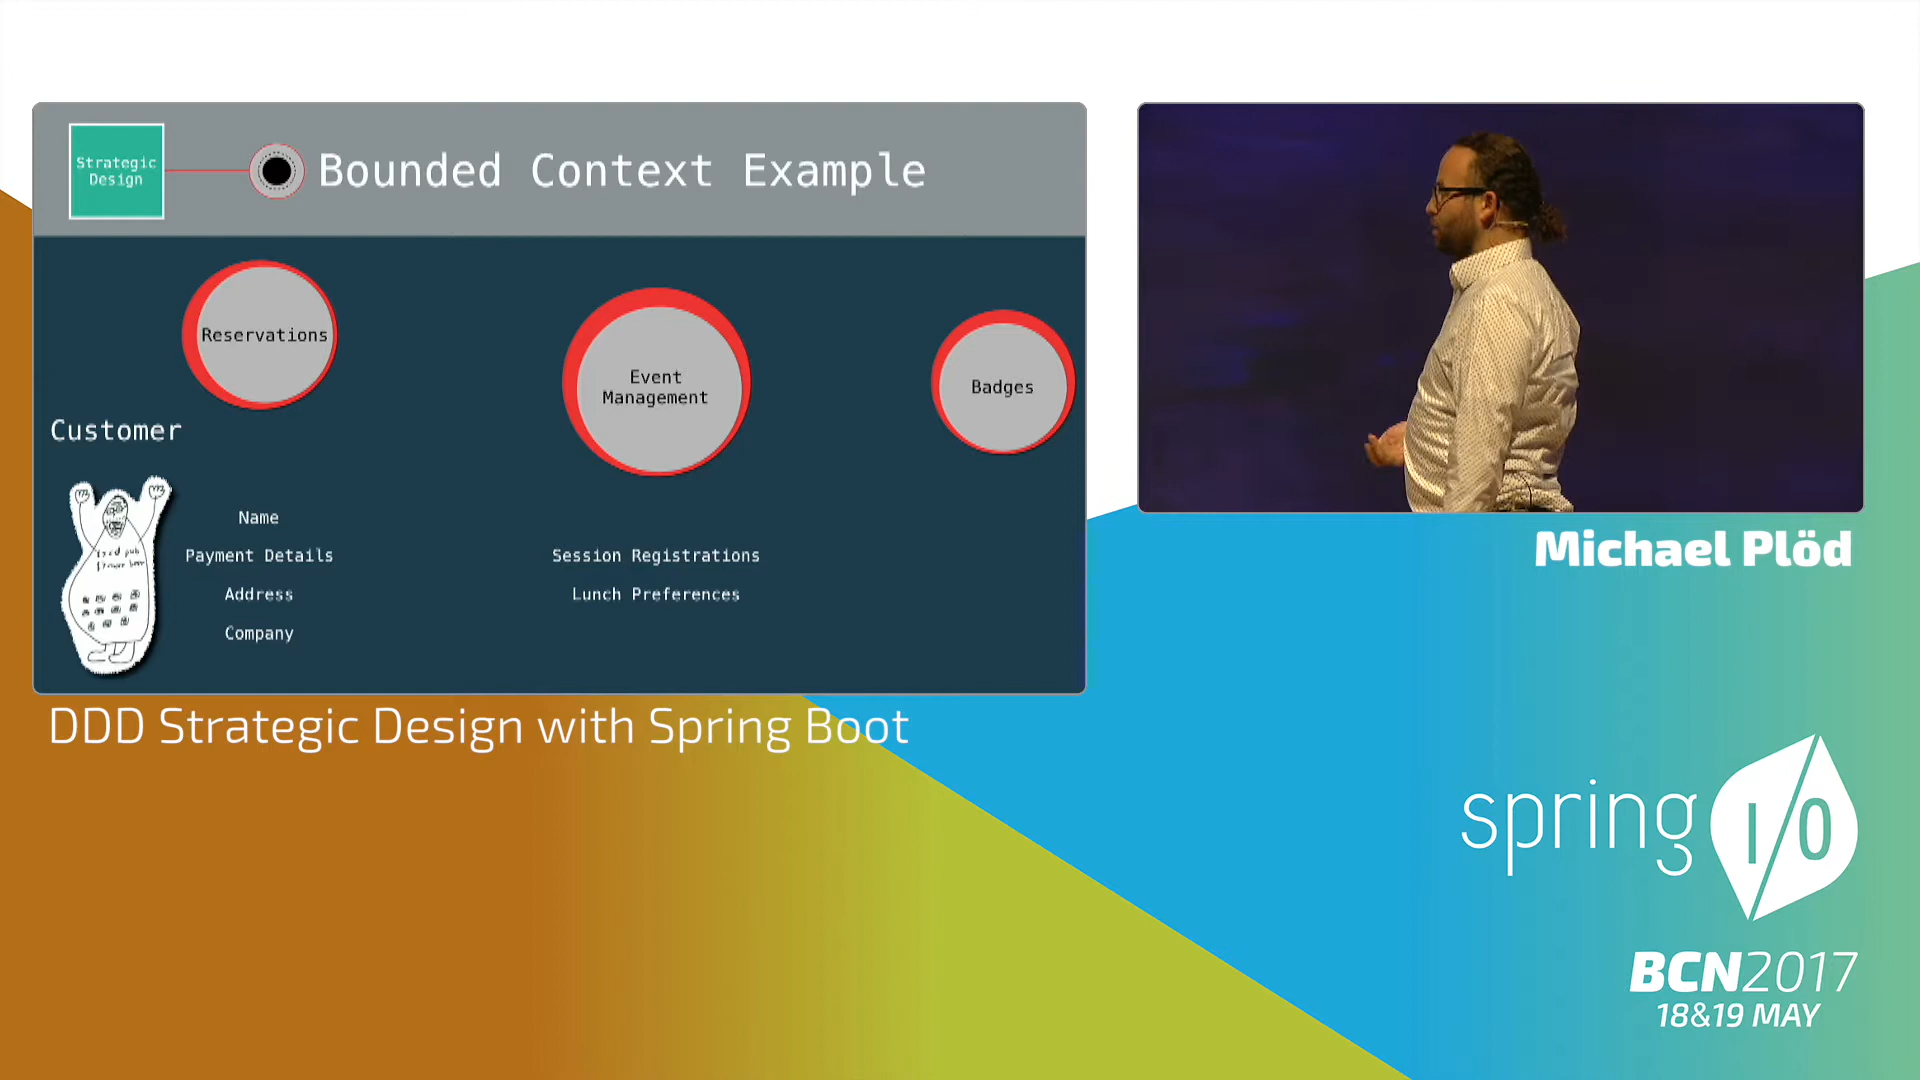 Strategic
Design
Bounded Context Example
Reservations
Event
Management
Badges
Customer
Name
Payment Details
Session Registrations
Address
Lunch Preferences
Company
Michael Plöd
DDD Strategic Design with Spring Boot
spring I/O
BCN2017
18&19 MAY